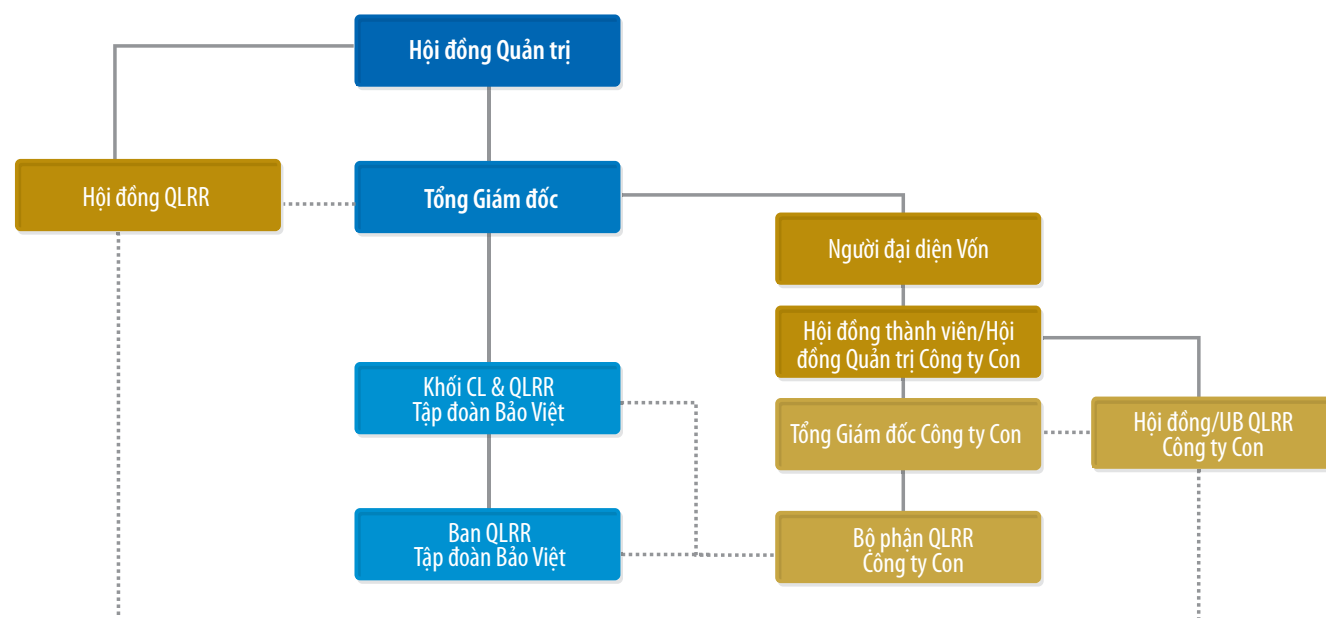 Hội đồng Quản trị
Hội đồng QLRR
Tổng Giám đốc
Người đại diện Vốn
Hội đồng thành viên/Hội
đồng Quản trị Công ty Con
Khối CL & QLRR
Tập đoàn Bảo Việt
Tổng Giám đốc Công ty Con
Hội đồng/UB QLRR
Công ty Con
Ban QLRR
Tập đoàn Bảo Việt
Bộ phận QLRR
Công ty Con